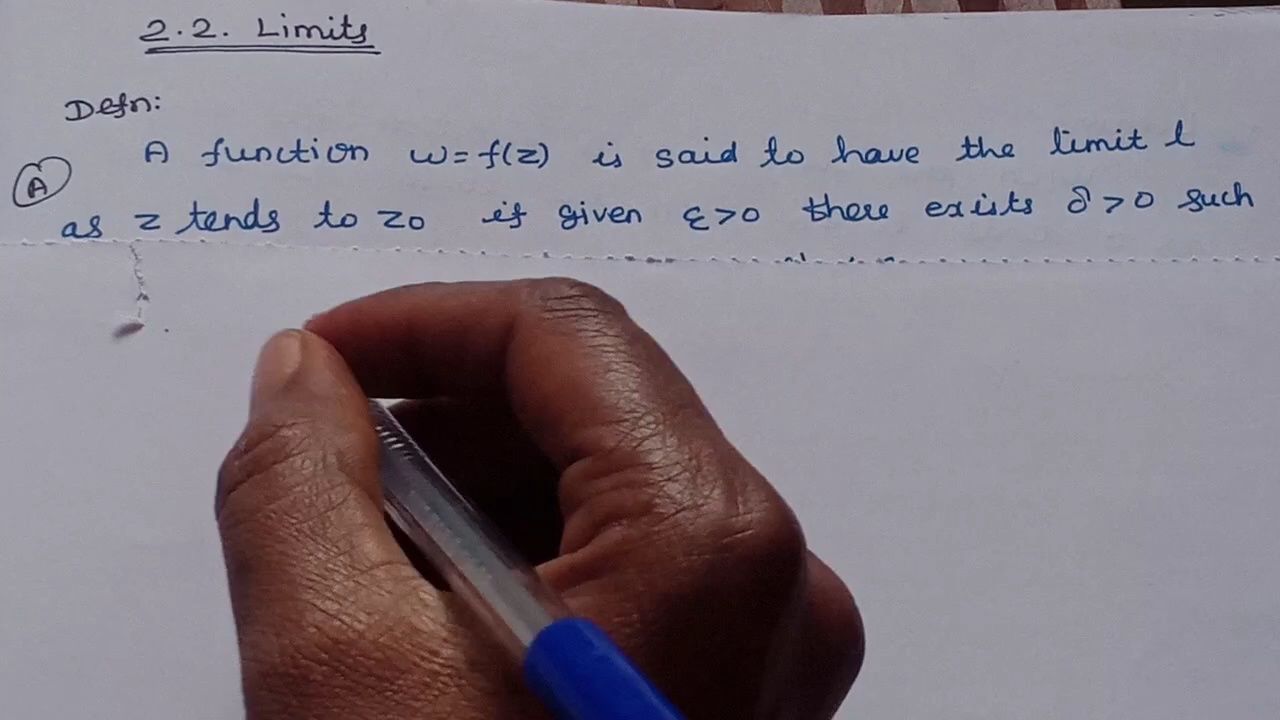 2.2. Limits
Defn:
A function w=f(z) is said to have the limit l
(A)
as z tends to z0 if given ε>0 there exists δ>0 such